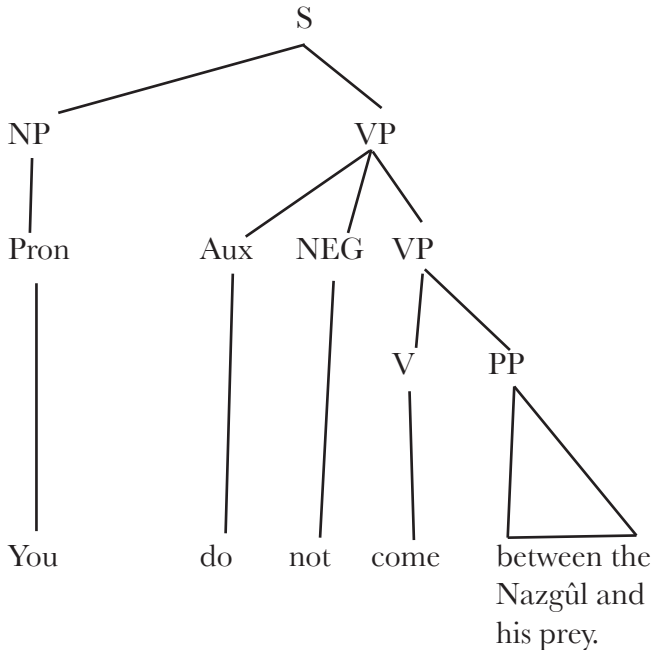 S
NP VP
Pron Aux NEG VP
V PP
You do not come between the
Nazgûl and
his prey.